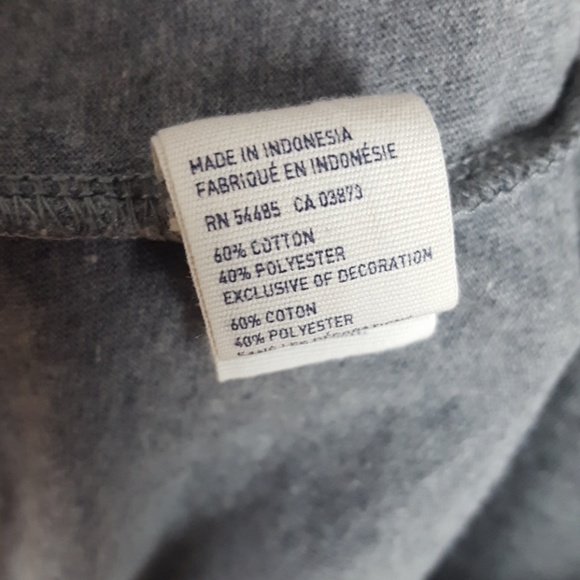 MADE IN INDONESIA
FABRIQUÉ EN INDONÉSIE
RN 54485 CA 03873
60% COTTON
40% POLYESTER
EXCLUSIVE OF DECORATION
60% COTON
40% POLYESTER